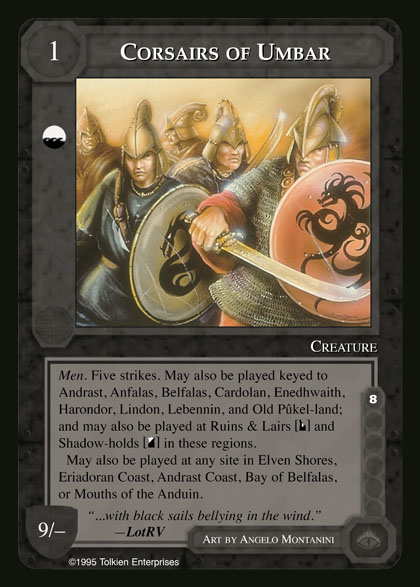 1
CORSAIRS OF UMBAR
CREATURE
Men. Five strikes. May also be played keyed to
Andrast, Anfalas, Belfalas, Cardolan, Enedhwaith,
Harondor, Lindon, Lebennin, and Old Pûkel-land;
and may also be played at Ruins & Lairs [] and
Shadow-holds [] in these regions.
May also be played at any site in Elven Shores,
Eriadoran Coast, Andrast Coast, Bay of Belfalas,
or Mouths of the Anduin.
8
“...with black sails bellying in the wind.”
—LotRV
9/–
ART BY ANGELO MONTANINI
©1995 Tolkien Enterprises